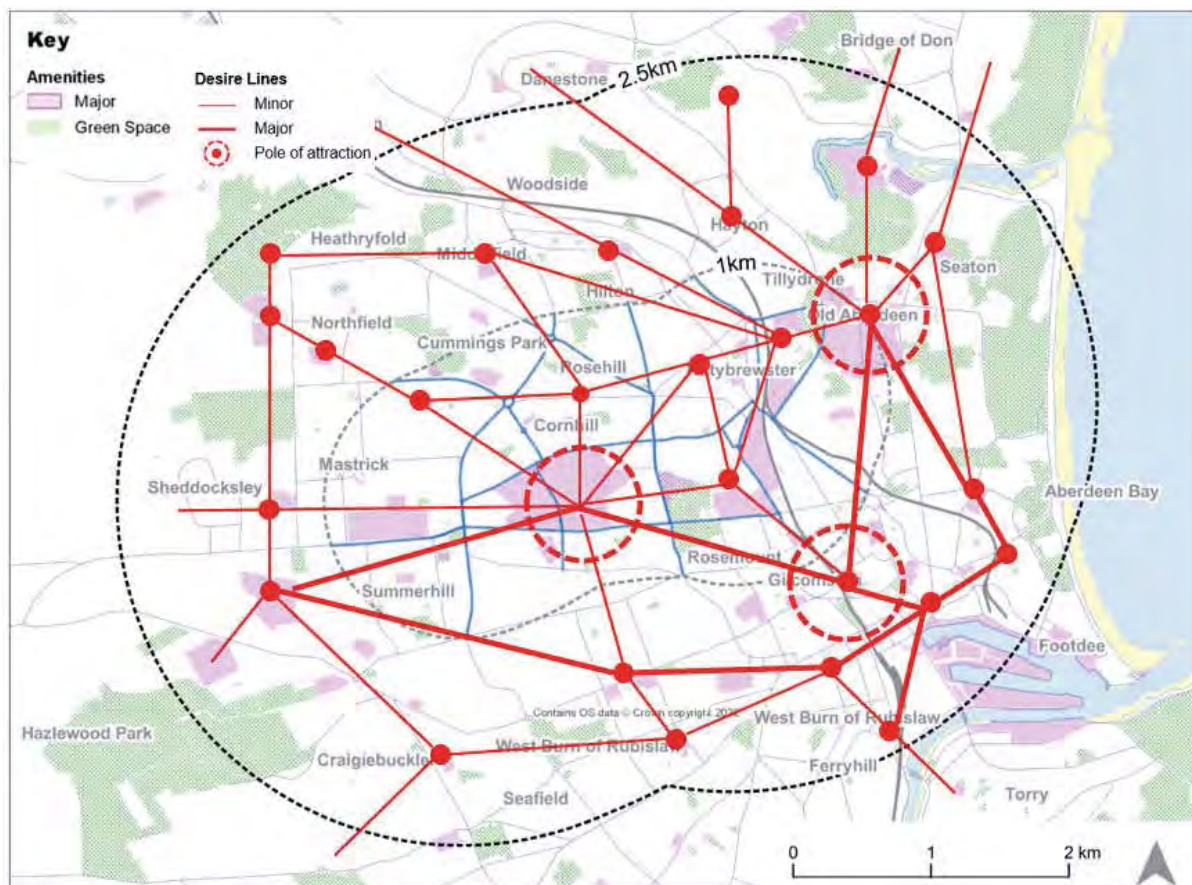 Key
Amenities
Major
Green Space
Desire Lines
Minor
Major
Pole of attraction
Bridge of Don
Danestone
2.5km
Woodside
Hayton
Heathryfold
1km
Tillydrone
Seaton
Hilton
Old Aberdeen
Northfield
Cummings Park
Rosehill
Cornhill
Mastrick
Sheddocksley
Aberdeen Bay
Rosemount
Summerhill
Footdee
Contains OS data © Crown copyright
West Burn of Rubislaw
Hazlewood Park
West Burn of Rubislaw
Craigiebuckler
Ferryhill
Seafield
Torry
0 1 2 km